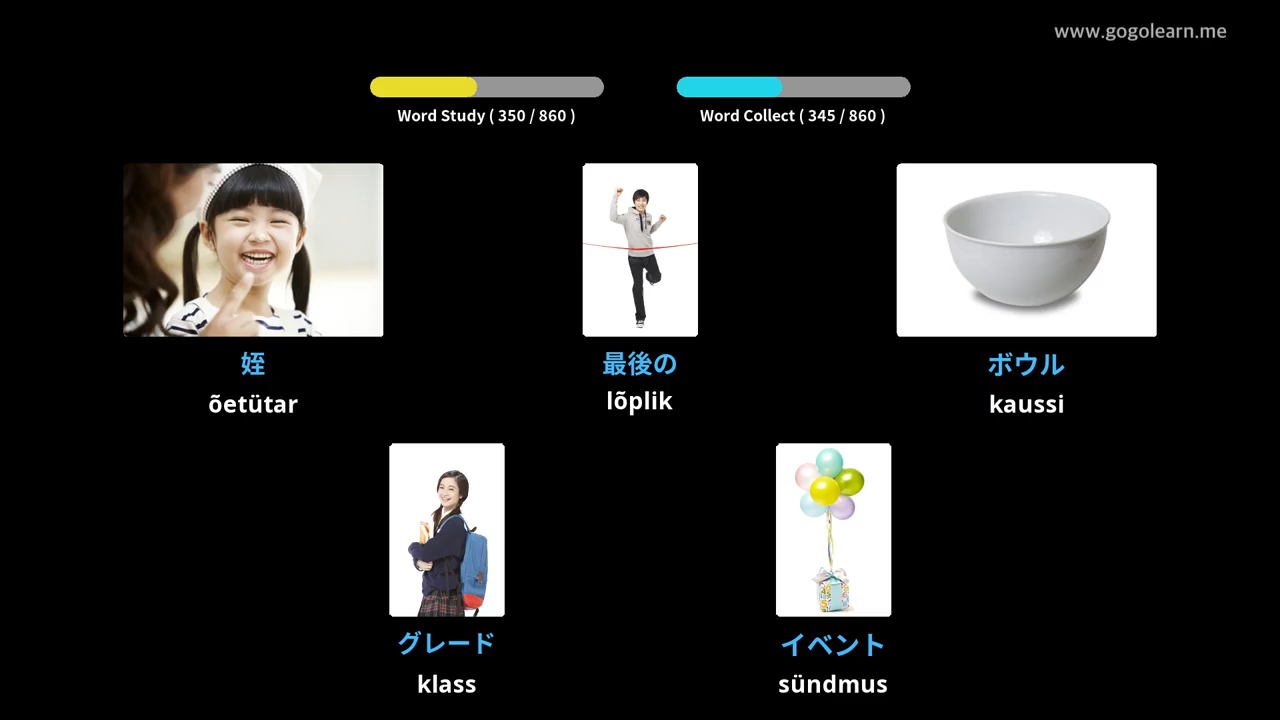 www.gogolearn.me
Word Study ( 350 / 860 )
Word Collect ( 345 / 860 )
姪
õetütar
最後の
lõplik
ボウル
kaussi
グレード
klass
イベント
sündmus